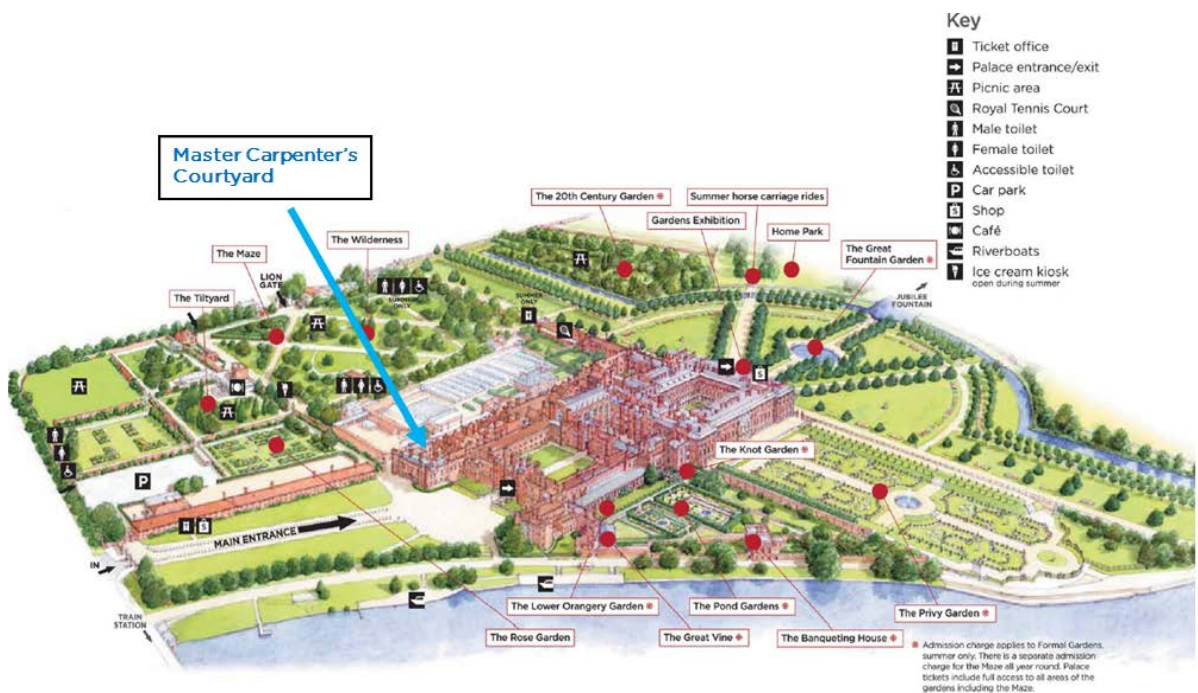 Key
Ticket office
Palace entrance/exit
Picnic area
Royal Tennis Court
Male toilet
Female toilet
Accessible toilet
P Car park
Shop
Café
Riverboats
Ice cream kiosk
open during summer
Master Carpenter's
Courtyard
The 20th Century Garden ❋
Summer horse carriage rides
Gardens Exhibition
Home Park
The Great
Fountain Garden ❋
JUBILEE
FOUNTAIN
The Wilderness
The Maze
LION
GATE
The Tiltyard
SUMMER
ONLY
SUMMER
ONLY
The Knot Garden ❋
P
MAIN ENTRANCE
IN
TRAIN
STATION
The Lower Orangery Garden ❋
The Pond Gardens ❋
The Privy Garden ❋
The Rose Garden
The Great Vine ❋
The Banqueting House ❋
❋ Admission charge applies to Formal Gardens,
summer only. There is a separate admission
charge for the Maze all year round. Palace
tickets include full access to all areas of the
gardens including the Maze.